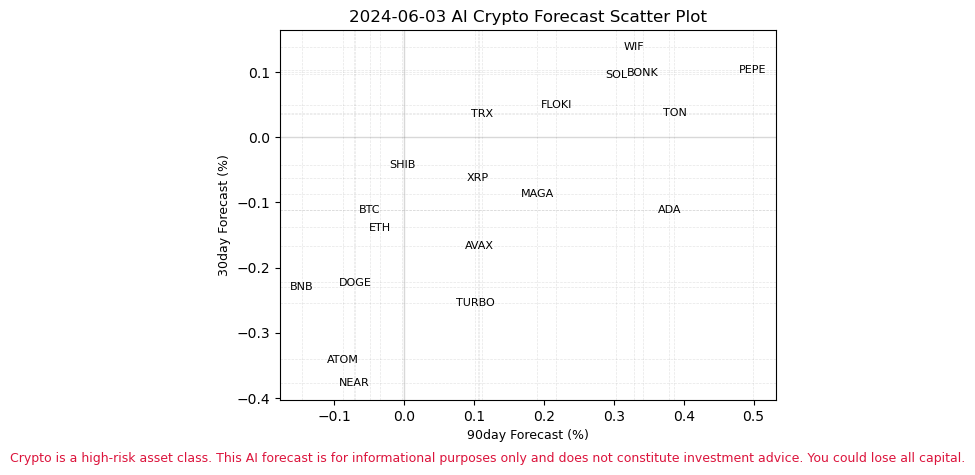 2024-06-03 AI Crypto Forecast Scatter Plot
WIF
SOL BONK PEPE
0.1
FLOKI
TRX TON
0.0
SHIB
XRP
MAGA
−0.1
BTC ADA
ETH
AVAX
−0.2
DOGE
BNB
TURBO
−0.3
ATOM
NEAR
−0.4
30day Forecast (%)
−0.1 0.0 0.1 0.2 0.3 0.4 0.5
90day Forecast (%)
Crypto is a high-risk asset class. This AI forecast is for informational purposes only and does not constitute investment advice. You could lose all capital.